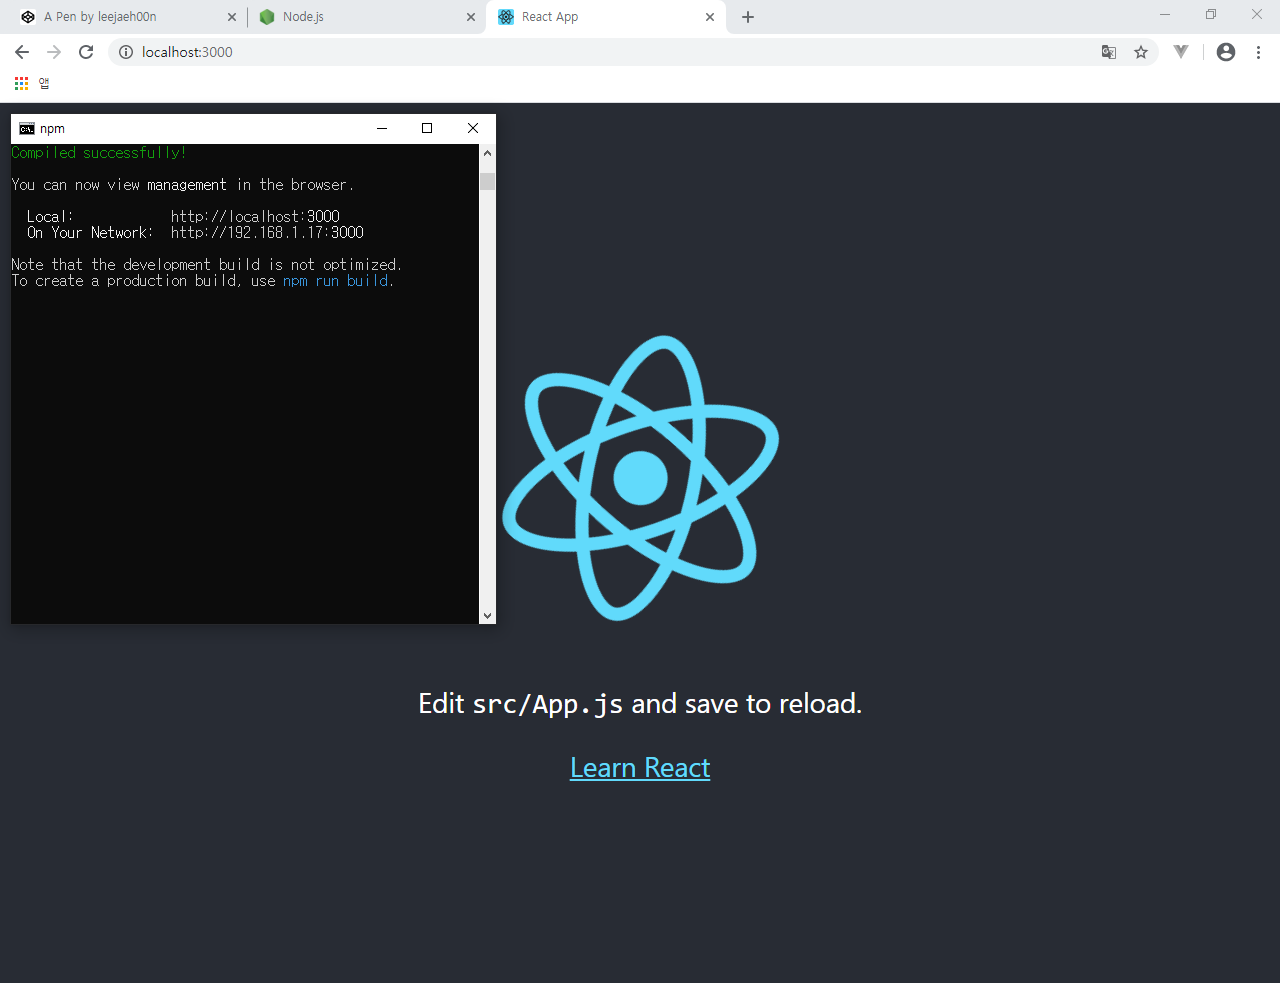 A Pen by leejaeh00n
Node.js
React App
localhost:3000
앱
npm
Compiled successfully!
You can now view management in the browser.
Local: http://localhost:3000
On Your Network: http://192.168.1.17:3000
Note that the development build is not optimized.
To create a production build, use npm run build.
Edit src/App.js and save to reload.
Learn React